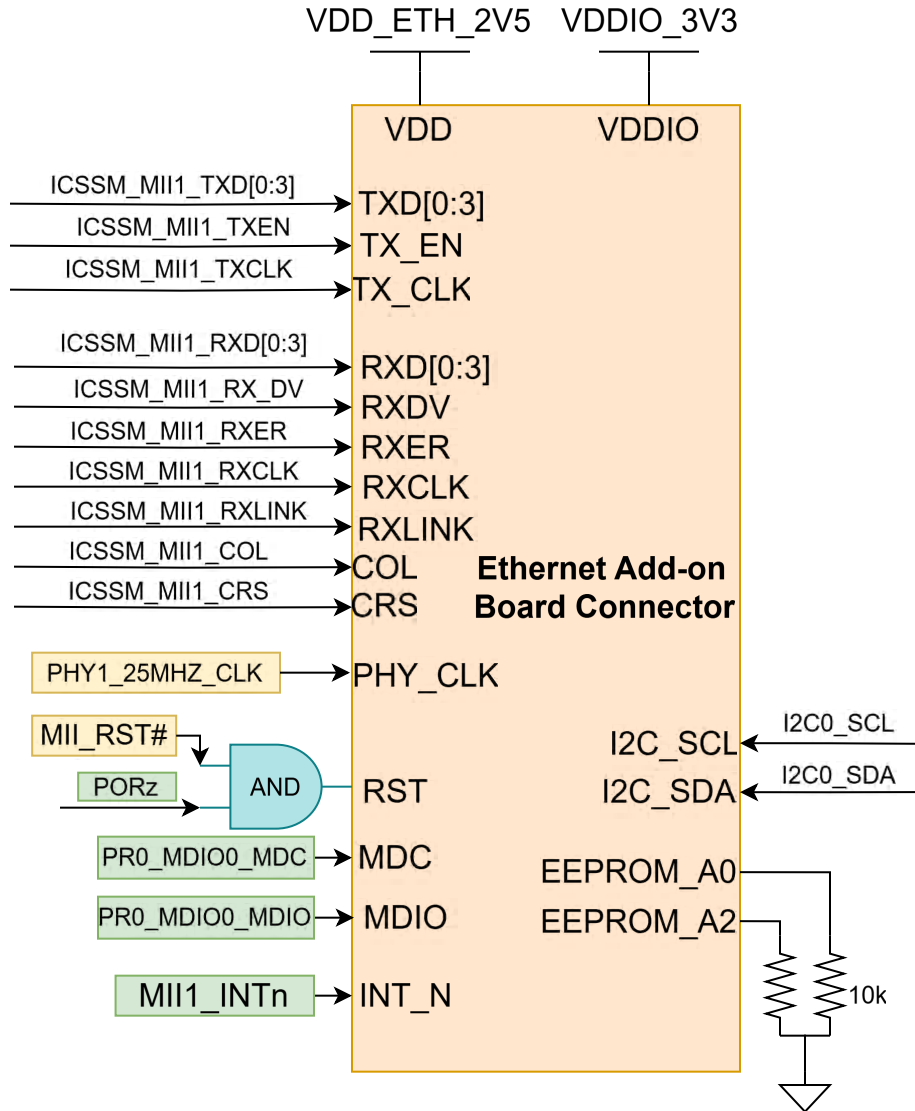 VDD_ETH_2V5 VDDIO_3V3
VDD VDDIO
ICSSM_MII1_TXD[0:3] TXD[0:3]
ICSSM_MII1_TXEN TX_EN
ICSSM_MII1_TXCLK TX_CLK
ICSSM_MII1_RXD[0:3] RXD[0:3]
ICSSM_MII1_RX_DV RXDV
ICSSM_MII1_RXER RXER
ICSSM_MII1_RXCLK RXCLK
ICSSM_MII1_RXLINK RXLINK
ICSSM_MII1_COL COL
ICSSM_MII1_CRS CRS
Ethernet Add-on
Board Connector
PHY1_25MHZ_CLK PHY_CLK
MII_RST#
PORz AND RST
PR0_MDIO0_MDC MDC
PR0_MDIO0_MDIO MDIO
MII1_INTn INT_N
I2C_SCL I2C0_SCL
I2C_SDA I2C0_SDA
EEPROM_A0
EEPROM_A2
10k